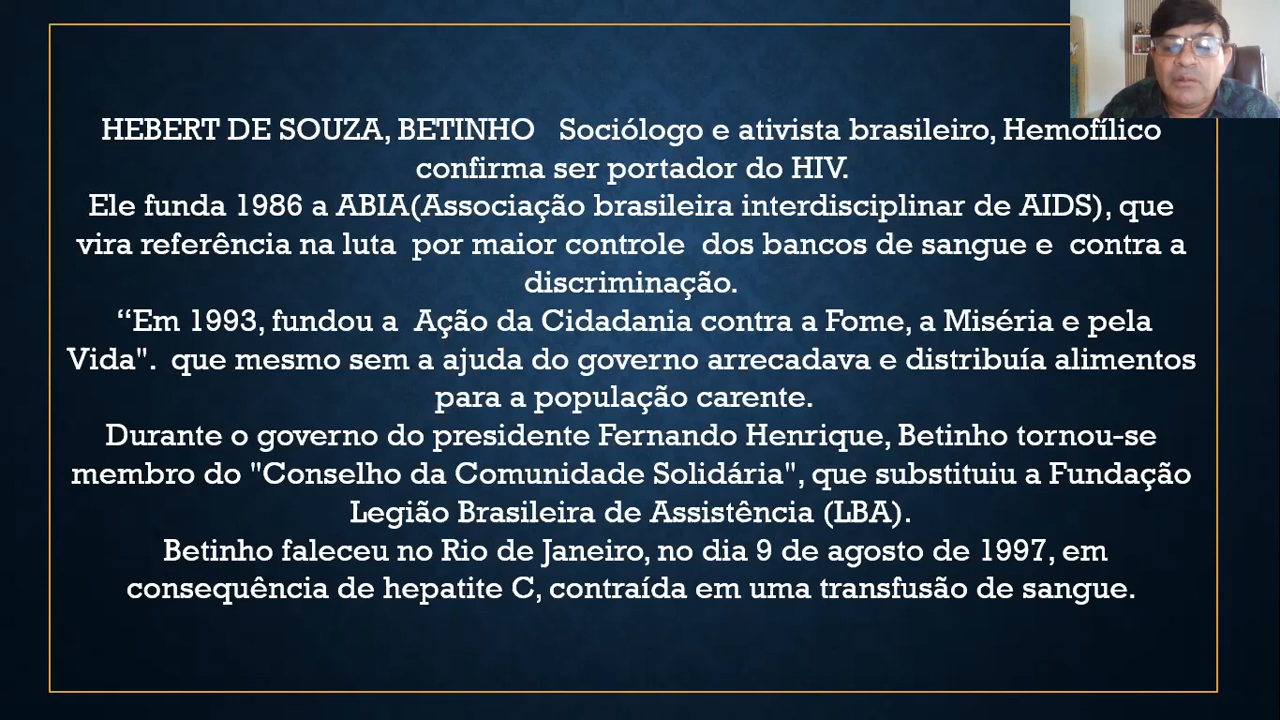 HEBERT DE SOUZA, BETINHO   Sociólogo e ativista brasileiro, Hemofílico
confirma ser portador do HIV.
Ele funda 1986 a ABIA(Associação brasileira interdisciplinar de AIDS), que
vira referência na luta  por maior controle  dos bancos de sangue e  contra a
discriminação.
“Em 1993, fundou a  Ação da Cidadania contra a Fome, a Miséria e pela
Vida".  que mesmo sem a ajuda do governo arrecadava e distribuía alimentos
para a população carente.
Durante o governo do presidente Fernando Henrique, Betinho tornou-se
membro do "Conselho da Comunidade Solidária", que substituiu a Fundação
Legião Brasileira de Assistência (LBA).
Betinho faleceu no Rio de Janeiro, no dia 9 de agosto de 1997, em
consequência de hepatite C, contraída em uma transfusão de sangue.